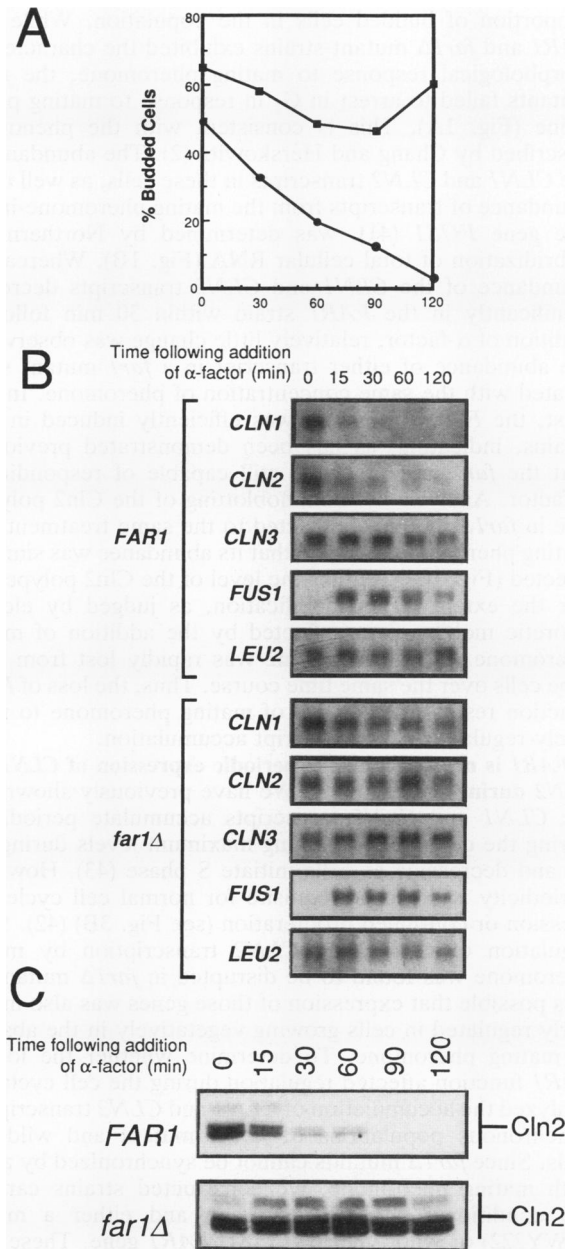 A
80
60
40
20
0
% Budded Cells
0 30 60 90 120
B
Time following addition
of α-factor (min)
0 15 30 60 120
CLN1
CLN2
FAR1 CLN3
FUS1
LEU2
CLN1
CLN2
far1Δ CLN3
FUS1
LEU2
C
Time following addition
of α-factor (min)
0 15 30 60 90 120
FAR1 Cln2
far1Δ Cln2